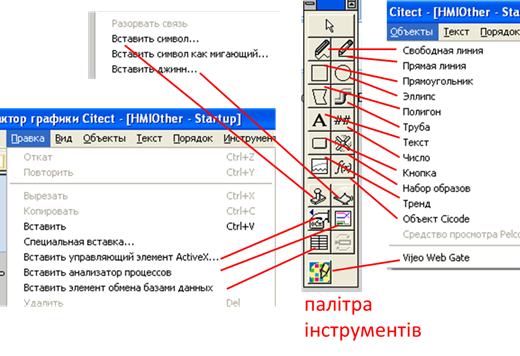 Разорвать связь
Вставить символ...
Вставить символ как мигающий...
Вставить джинн...
ктор графики Citect - [HMIOther - Startup]
Правка Вид Объекты Текст Порядок Инструмент
Откат Ctrl+Z
Повторить Ctrl+Y
Вырезать Ctrl+X
Копировать Ctrl+C
Вставить Ctrl+V
Специальная вставка...
Вставить управляющий элемент ActiveX...
Вставить анализатор процессов
Вставить элемент обмена базами данных
Удалить Del
A ##
f(x)
палітра
інструментів
Citect - [HMIOther - Startup]
Объекты Текст Порядок
Свободная линия
Прямая линия
Прямоугольник
Эллипс
Полигон
Труба
Текст
Число
Кнопка
Набор образов
Тренд
Объект Cicode
Средство просмотра Pelco
Vijeo Web Gate